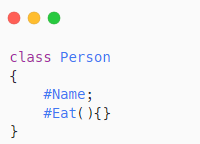 class Person
{
    #Name;
    #Eat(){}
}